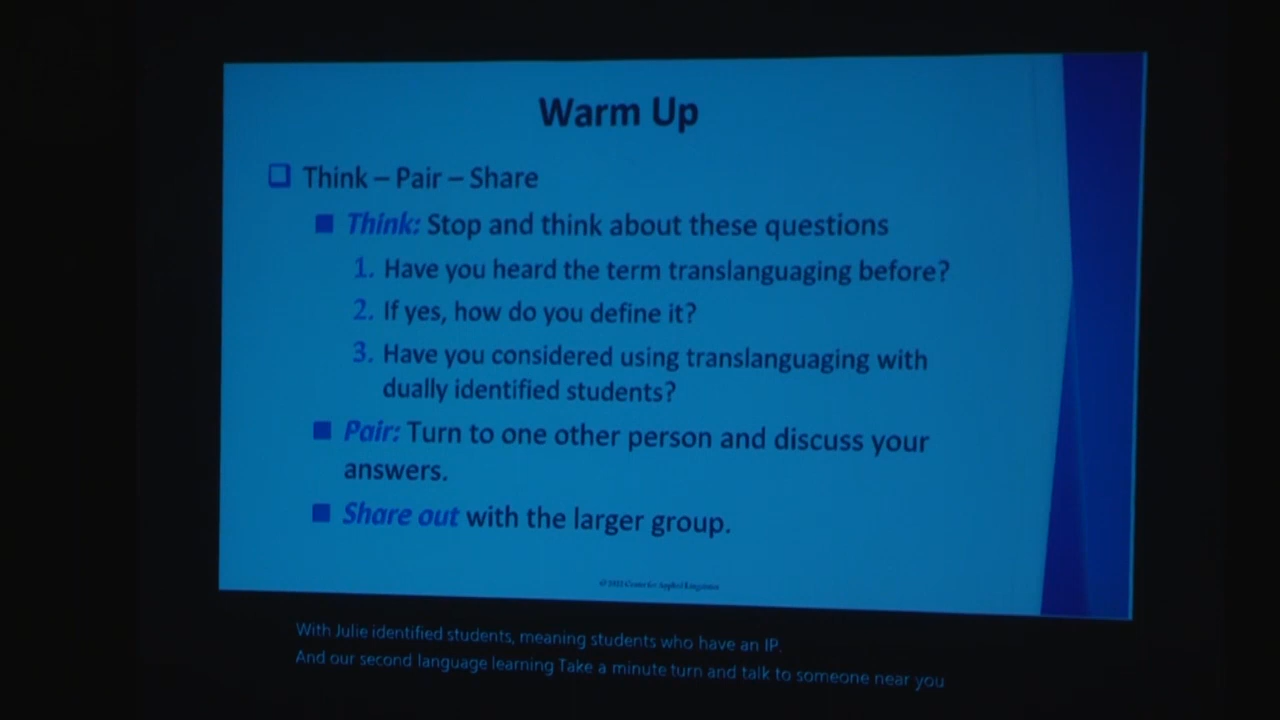 Warm Up
Think – Pair – Share
Think: Stop and think about these questions
1. Have you heard the term translanguaging before?
2. If yes, how do you define it?
3. Have you considered using translanguaging with
dually identified students?
Pair: Turn to one other person and discuss your
answers.
Share out with the larger group.
Center for Applied Linguistics
With Julie identified students, meaning students who have an IP.
And our second language learning Take a minute turn and talk to someone near you